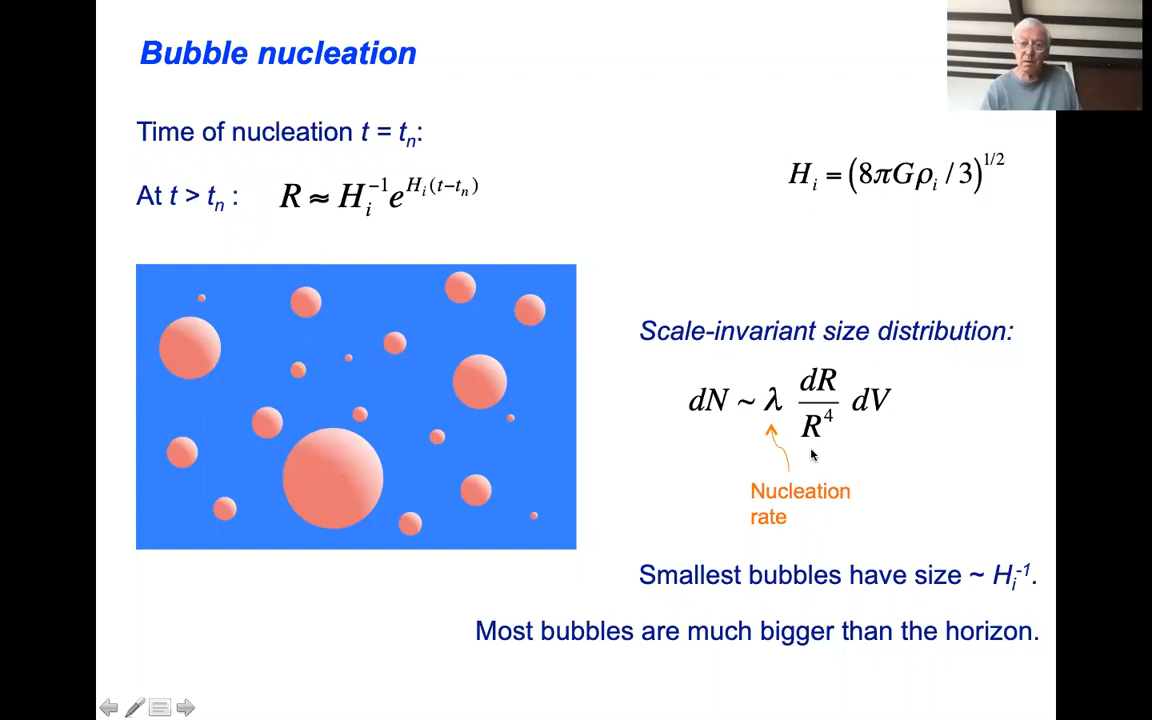 Bubble nucleation
Time of nucleation t = tₙ:
At t > tₙ : R ≈ Hᵢ⁻¹e^{Hᵢ(t−tₙ)}
Hᵢ = (8πGρᵢ / 3)^{1/2}
Scale-invariant size distribution:
dN ~ λ dR/R⁴ dV
Nucleation
rate
Smallest bubbles have size ~ Hᵢ⁻¹.
Most bubbles are much bigger than the horizon.